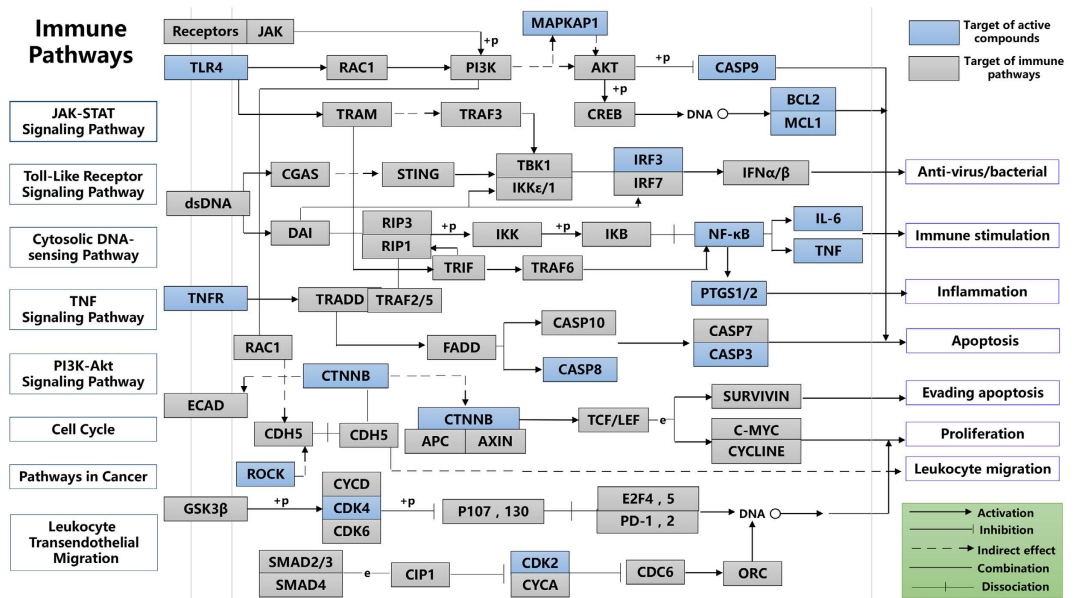 Immune
Pathways
JAK-STAT
Signaling Pathway
Toll-Like Receptor
Signaling Pathway
Cytosolic DNA-
sensing Pathway
TNF
Signaling Pathway
PI3K-Akt
Signaling Pathway
Cell Cycle
Pathways in Cancer
Leukocyte
Transendothelial
Migration
Receptors JAK
+p
MAPKAP1
TLR4 RAC1 PI3K AKT +p CASP9
+p
TRAM TRAF3 CREB DNA BCL2
MCL1
CGAS STING TBK1 IRF3 IFNα/β
IKKε/1 IRF7
dsDNA
DAI RIP3 +p IKK +p IKB NF-κB IL-6
RIP1 TNF
TRIF TRAF6
TNFR TRADD TRAF2/5 PTGS1/2
RAC1 FADD CASP10 CASP7
CASP8 CASP3
CTNNB
ECAD CTNNB TCF/LEF e SURVIVIN
CDH5 CDH5 APC AXIN C-MYC
CYCLINE
ROCK
GSK3β +p CYCD +p P107 , 130 E2F4 , 5 DNA
CDK4 PD-1 , 2
CDK6
SMAD2/3 e CIP1 CDK2 CDC6 ORC
SMAD4 CYCA
Target of active
compounds
Target of immune
pathways
Anti-virus/bacterial
Immune stimulation
Inflammation
Apoptosis
Evading apoptosis
Proliferation
Leukocyte migration
Activation
Inhibition
Indirect effect
Combination
Dissociation